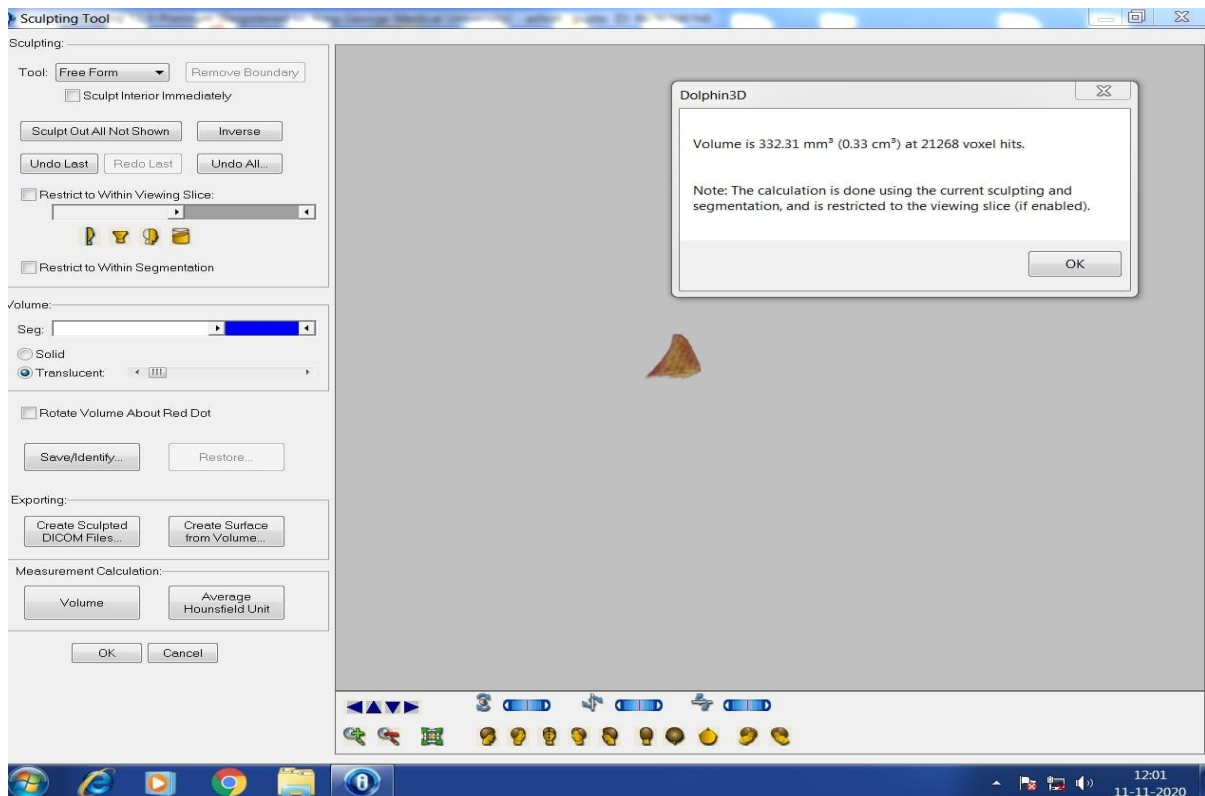 Sculpting Tool
Sculpting:
Tool: Free Form Remove Boundary
Sculpt Interior Immediately
Sculpt Out All Not Shown Inverse
Undo Last Redo Last Undo All...
Restrict to Within Viewing Slice:
Restrict to Within Segmentation
Volume:
Seg:
Solid
Translucent:
Rotate Volume About Red Dot
Save/Identify... Restore...
Exporting:
Create Sculpted DICOM Files...
Create Surface from Volume...
Measurement Calculation:
Volume
Average Hounsfield Unit
OK Cancel
Dolphin3D
Volume is 332.31 mm³ (0.33 cm³) at 21268 voxel hits.
Note: The calculation is done using the current sculpting and
segmentation, and is restricted to the viewing slice (if enabled).
OK
12:01
11-11-2020